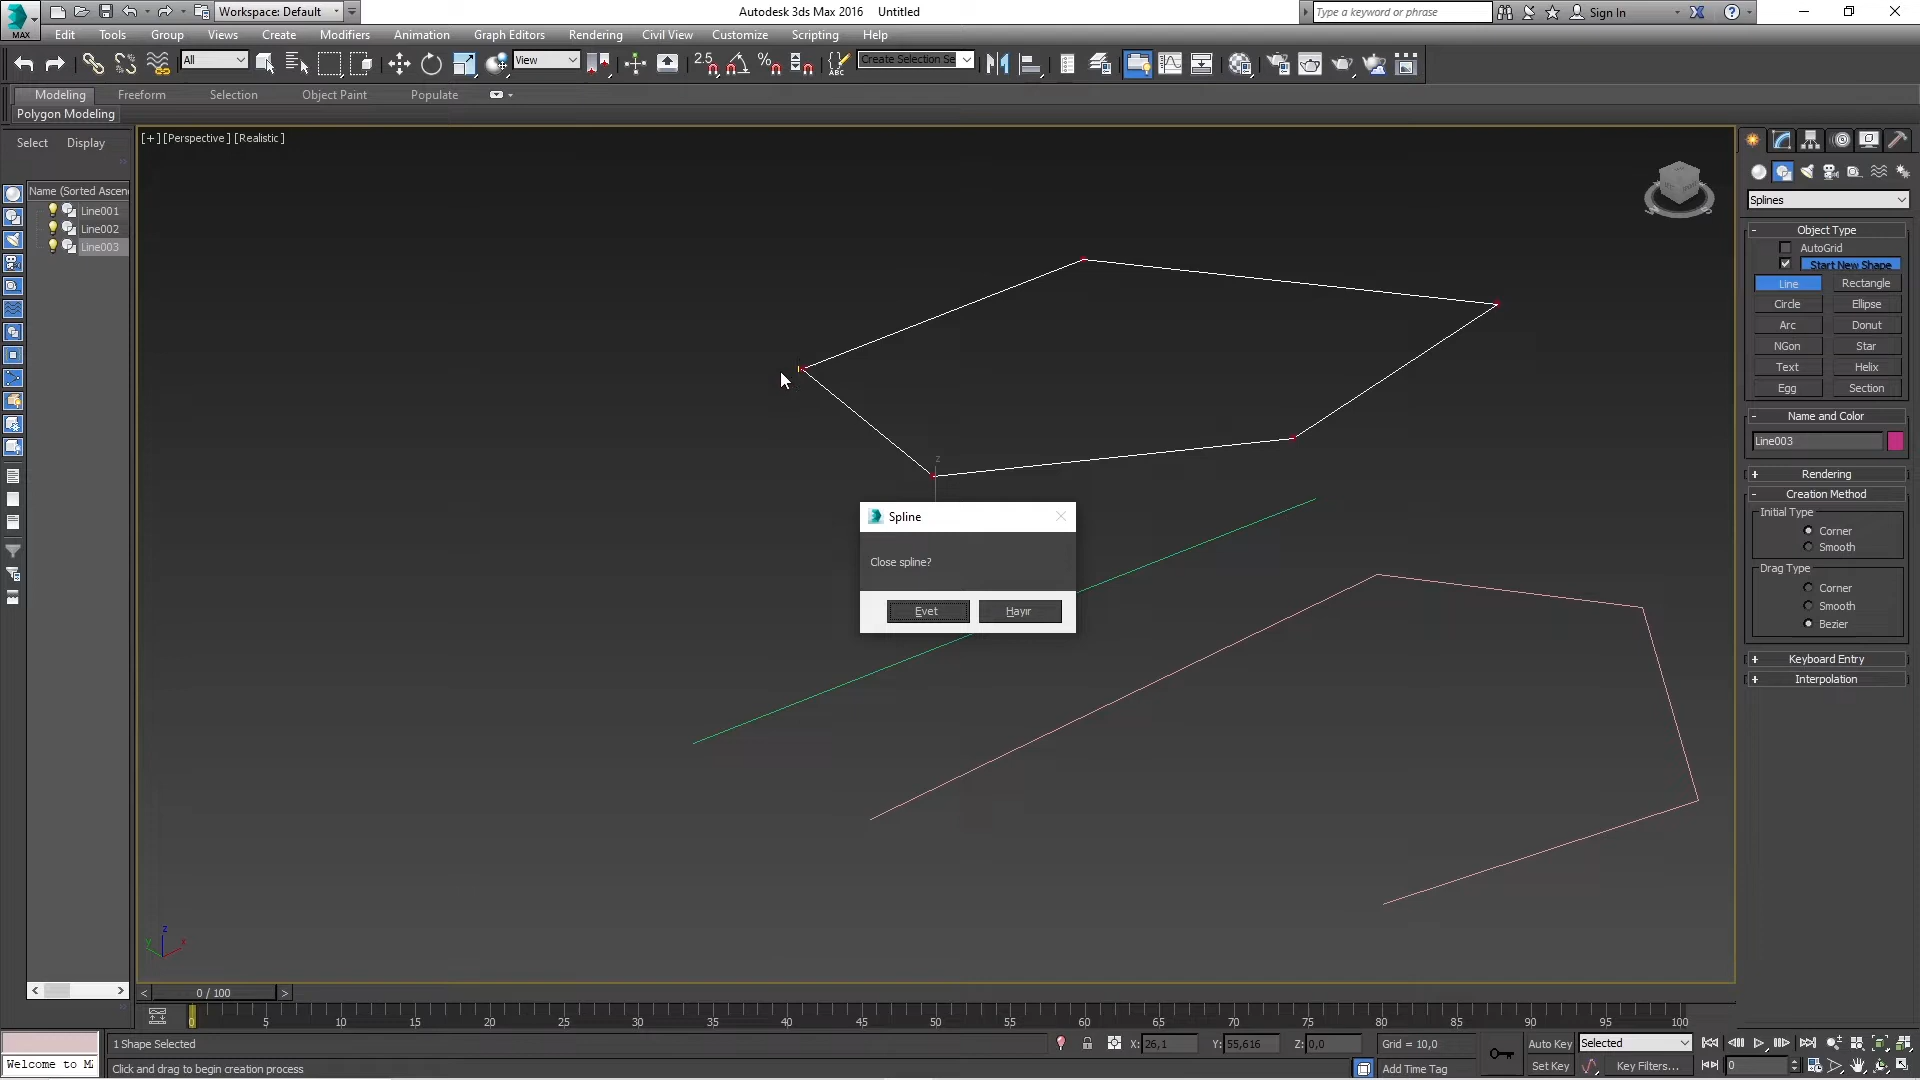 MAX
Workspace: Default
Autodesk 3ds Max 2016 Untitled
Type a keyword or phrase
Sign In
Edit Tools Group Views Create Modifiers Animation Graph Editors Rendering Civil View Customize Scripting Help
All
View
2.5
%
ABC
Create Selection Se
Modeling Freeform Selection Object Paint Populate
Polygon Modeling
Select Display
[+] [Perspective] [Realistic]
Name (Sorted Ascen
Line001
Line002
Line003
Splines
- Object Type
AutoGrid
Start New Shape
Line Rectangle
Circle Ellipse
Arc Donut
NGon Star
Text Helix
Egg Section
- Name and Color
Line003
+ Rendering
- Creation Method
Initial Type
Corner
Smooth
Drag Type
Corner
Smooth
Bezier
+ Keyboard Entry
+ Interpolation
z
Spline
Close spline?
Evet Hayır
z
y x
< 0 / 100 >
0 5 10 15 20 25 30 35 40 45 50 55 60 65 70 75 80 85 90 95 100
1 Shape Selected
X: 26,1 Y: 55,616 Z: 0,0 Grid = 10,0
Auto Key Selected
Welcome to M
Click and drag to begin creation process
Add Time Tag
Set Key Key Filters... 0